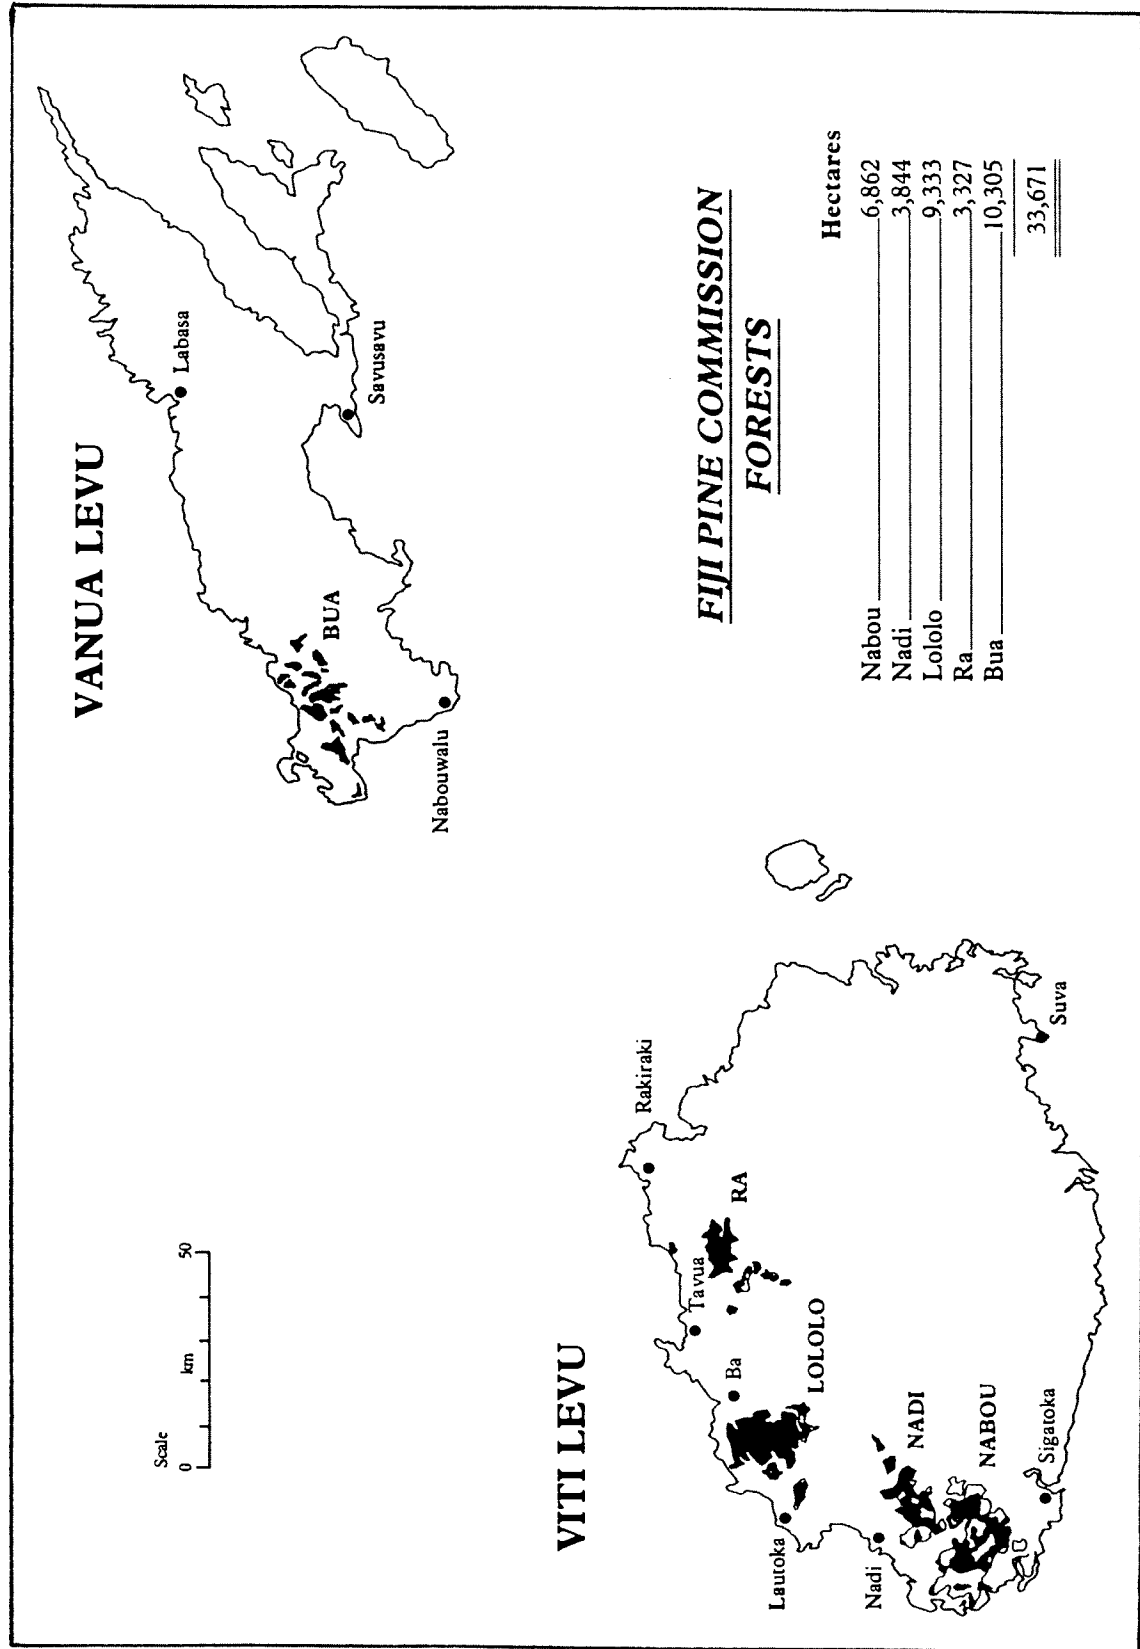 VANUA LEVU
Labasa
Savusavu
BUA
Nabouwalu
Scale
0 km 50
VITI LEVU
Rakiraki
Tavua
RA
Ba
LOLOLO
Lautoka
Nadi
NADI
NABOU
Sigatoka
Suva
FIJI PINE COMMISSION
FORESTS
Hectares
Nabou 6,862
Nadi 3,844
Lololo 9,333
Ra 3,327
Bua 10,305
33,671